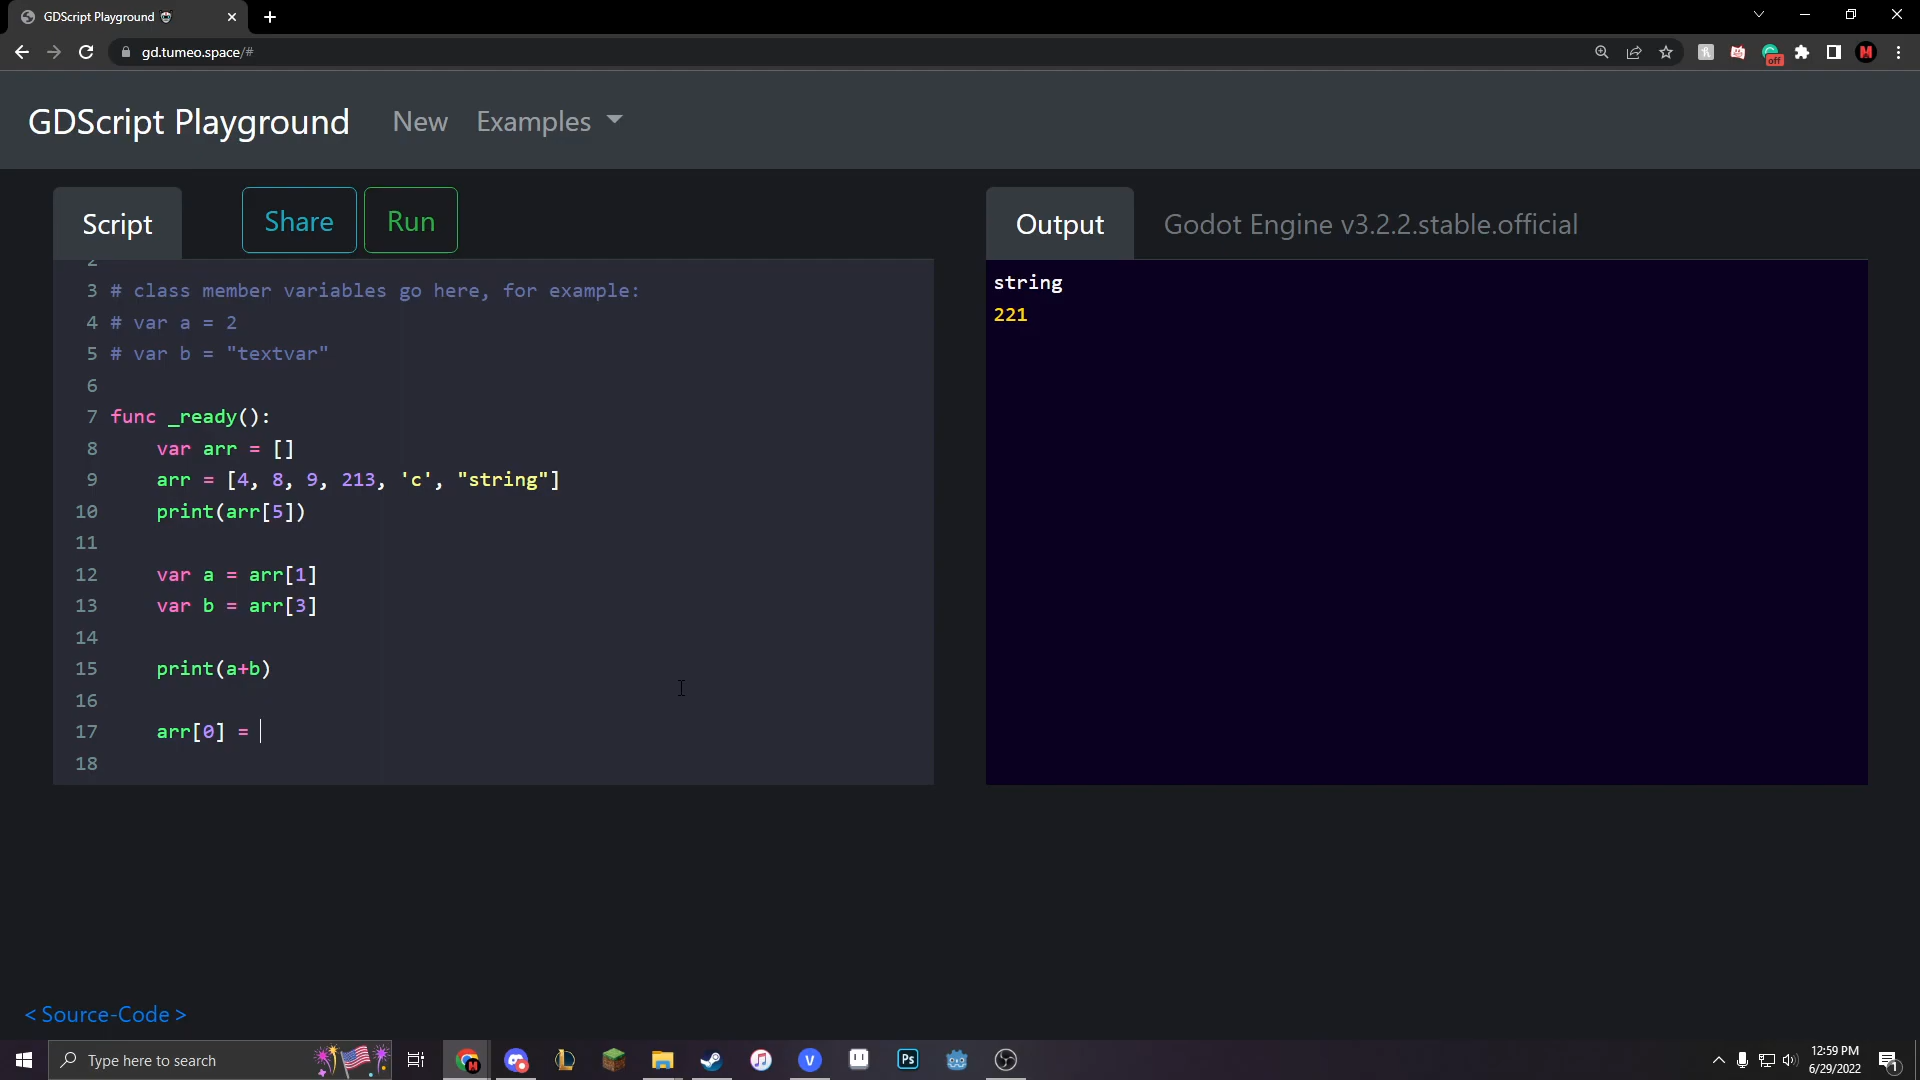 GDScript Playground
gd.tumeo.space/#
off
GDScript Playground New Examples
Script Share Run
Output Godot Engine v3.2.2.stable.official
2
3 # class member variables go here, for example:
4 # var a = 2
5 # var b = "textvar"
6
7 func _ready():
8 var arr = []
9 arr = [4, 8, 9, 213, 'c', "string"]
10 print(arr[5])
11
12 var a = arr[1]
13 var b = arr[3]
14
15 print(a+b)
16
17 arr[0] =
18
string
221
< Source-Code >
Type here to search
Ps
12:59 PM
6/29/2022
1